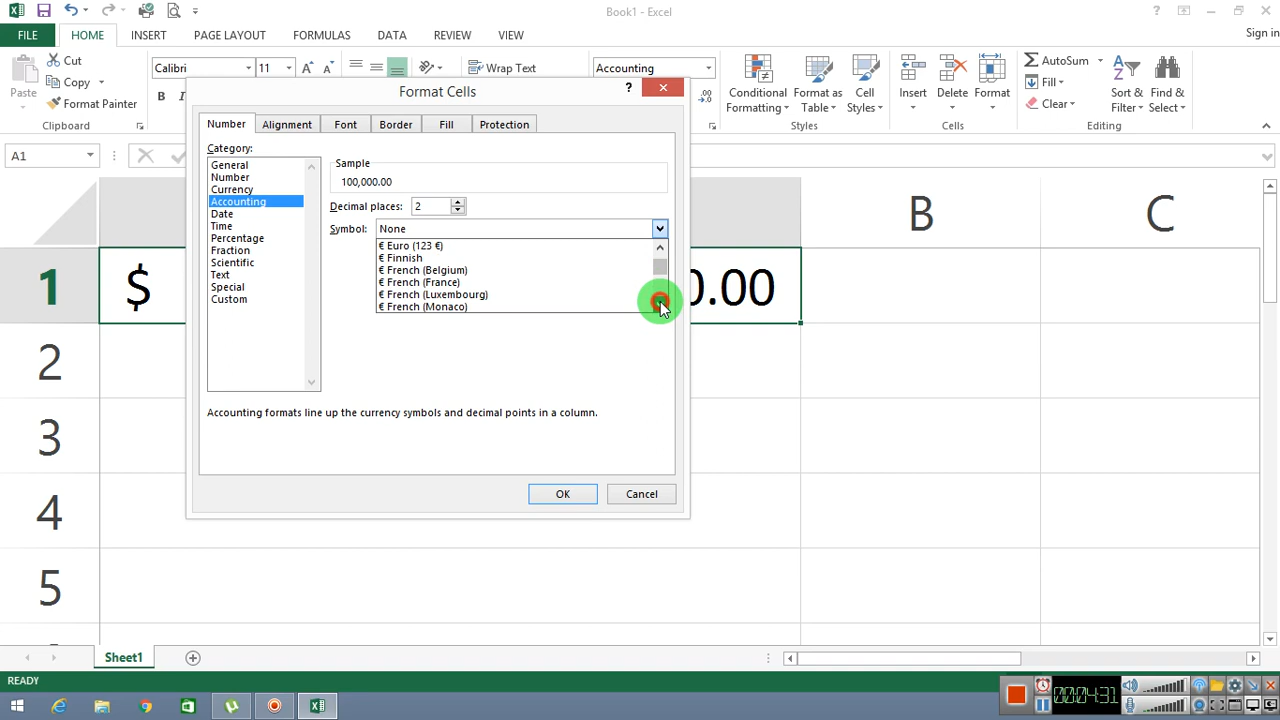 Book1 - Excel
FILE HOME INSERT PAGE LAYOUT FORMULAS DATA REVIEW VIEW Sign in
Cut
Copy
Format Painter
Paste
Clipboard
Calibri 11
B I
Wrap Text
Accounting
Conditional Formatting
Format as Table
Cell Styles
Styles
Insert Delete Format
Cells
AutoSum
Fill
Clear
Sort & Filter
Find & Select
Editing
A1
Format Cells
Number Alignment Font Border Fill Protection
Category:
General
Number
Currency
Accounting
Date
Time
Percentage
Fraction
Scientific
Text
Special
Custom
Sample
100,000.00
Decimal places: 2
Symbol: None
€ Euro (123 €)
€ Finnish
€ French (Belgium)
€ French (France)
€ French (Luxembourg)
€ French (Monaco)
Accounting formats line up the currency symbols and decimal points in a column.
OK Cancel
B C
1 $ 0.00
2
3
4
5
Sheet1
READY
00:04:31